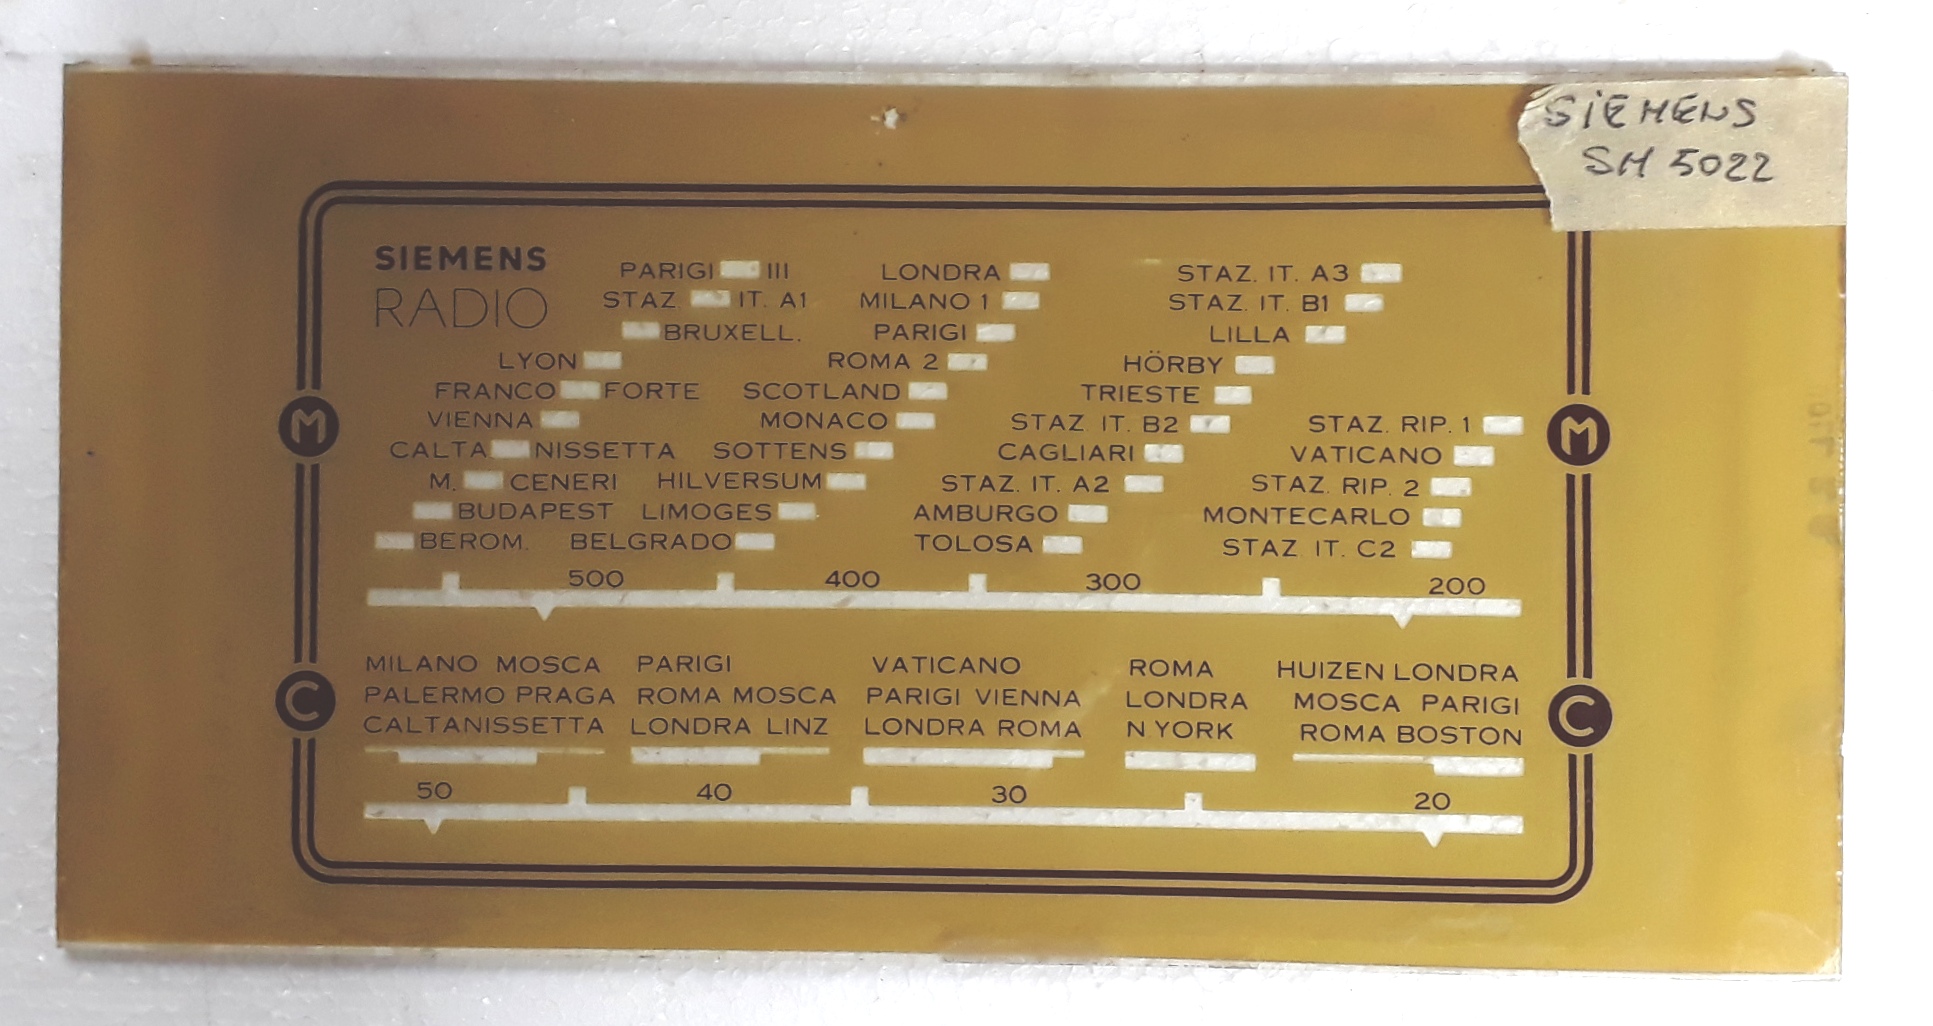 SIEMENS
SM 5022
SIEMENS
RADIO
PARIGI III LONDRA STAZ. IT. A3
STAZ. IT. A1 MILANO 1 STAZ. IT. B1
BRUXELL. PARIGI LILLA
LYON ROMA 2 HÖRBY
FRANCO FORTE SCOTLAND TRIESTE
VIENNA MONACO STAZ. IT. B2 STAZ. RIP. 1
CALTA NISSETTA SOTTENS CAGLIARI VATICANO
M. CENERI HILVERSUM STAZ. IT. A2 STAZ. RIP. 2
BUDAPEST LIMOGES AMBURGO MONTECARLO
BEROM. BELGRADO TOLOSA STAZ IT. C2
500 400 300 200
M M
MILANO MOSCA PARIGI VATICANO ROMA HUIZEN LONDRA
PALERMO PRAGA ROMA MOSCA PARIGI VIENNA LONDRA MOSCA PARIGI
CALTANISSETTA LONDRA LINZ LONDRA ROMA N YORK ROMA BOSTON
C C
50 40 30 20